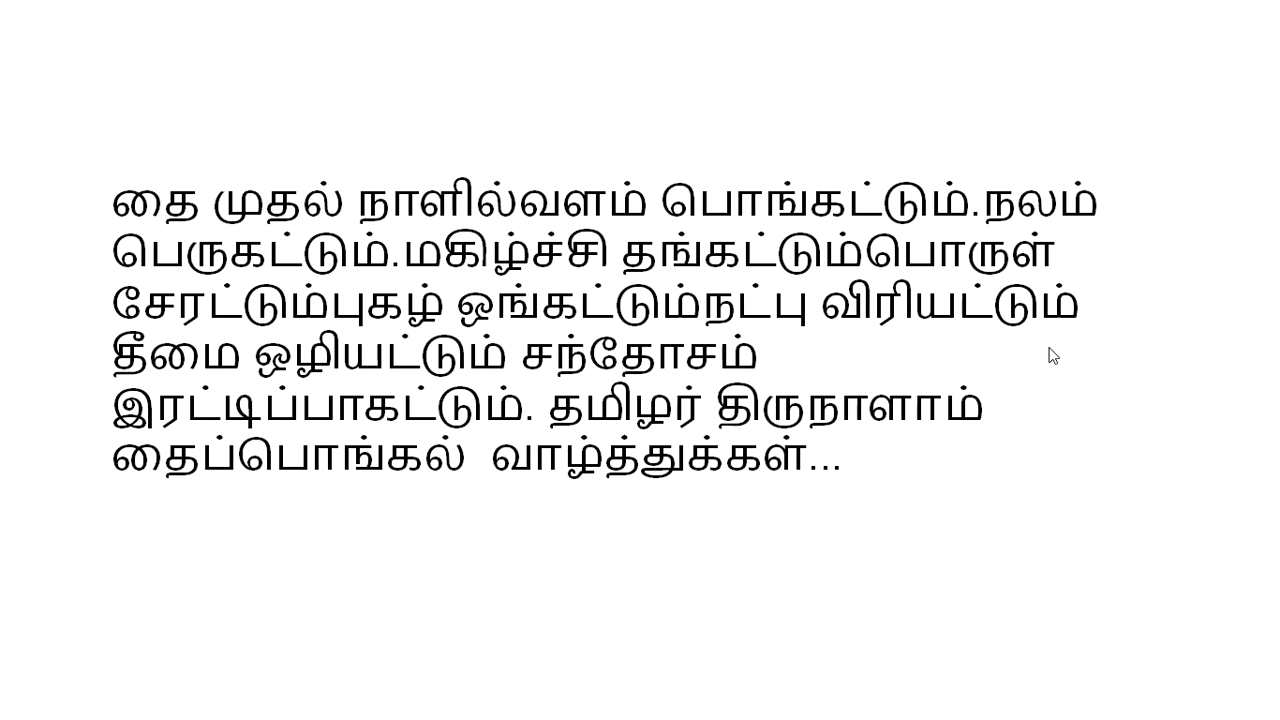 தை முதல் நாளில்வளம் பொங்கட்டும்.நலம்
பெருகட்டும்.மகிழ்ச்சி தங்கட்டும்பொருள்
சேரட்டும்புகழ் ஒங்கட்டும்நட்பு விரியட்டும்
தீமை ஒழியட்டும் சந்தோசம்
இரட்டிப்பாகட்டும். தமிழர் திருநாளாம்
தைப்பொங்கல்  வாழ்த்துக்கள்...